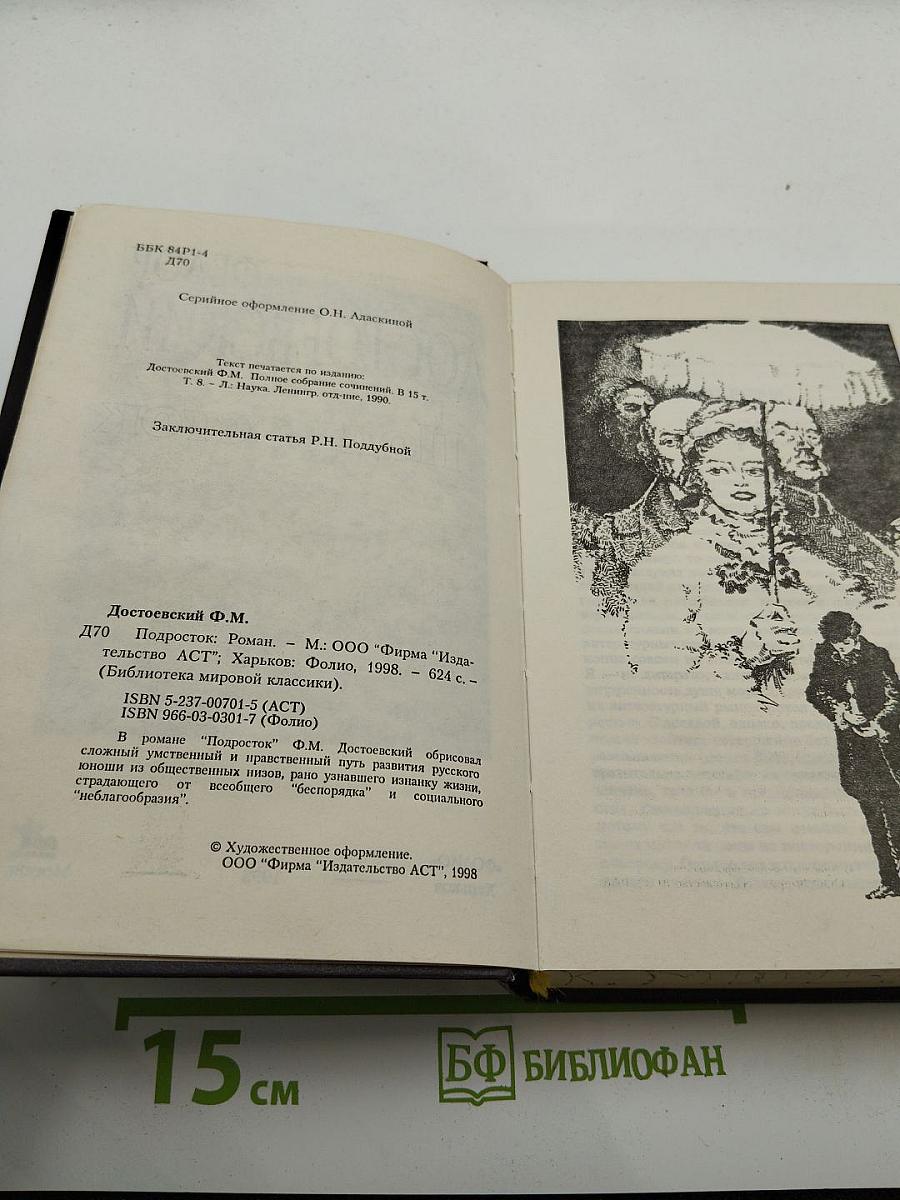 ББК 84Р1-4
Д70
Серийное оформление О.Н. Адаскиной
Текст печатается по изданию:
Достоевский Ф.М. Полное собрание сочинений. В 15 т.
Т. 8. – Л.: Наука. Ленингр. отд-ние, 1990.
Заключительная статья Р.Н. Поддубной
Достоевский Ф.М.
Д70 Подросток: Роман. – М.: ООО "Фирма "Изда-
тельство АСТ"; Харьков: Фолио, 1998. – 624 с. –
(Библиотека мировой классики).
ISBN 5-237-00701-5 (АСТ)
ISBN 966-03-0301-7 (Фолио)
В романе "Подросток" Ф.М. Достоевский обрисовал
сложный умственный и нравственный путь развития русского
юноши из общественных низов, рано узнавшего изнанку жизни,
страдающего от всеобщего "беспорядка" и социального
"неблагообразия".
© Художественное оформление.
ООО "Фирма "Издательство АСТ", 1998
15 см
БФ БИБЛИОФАН